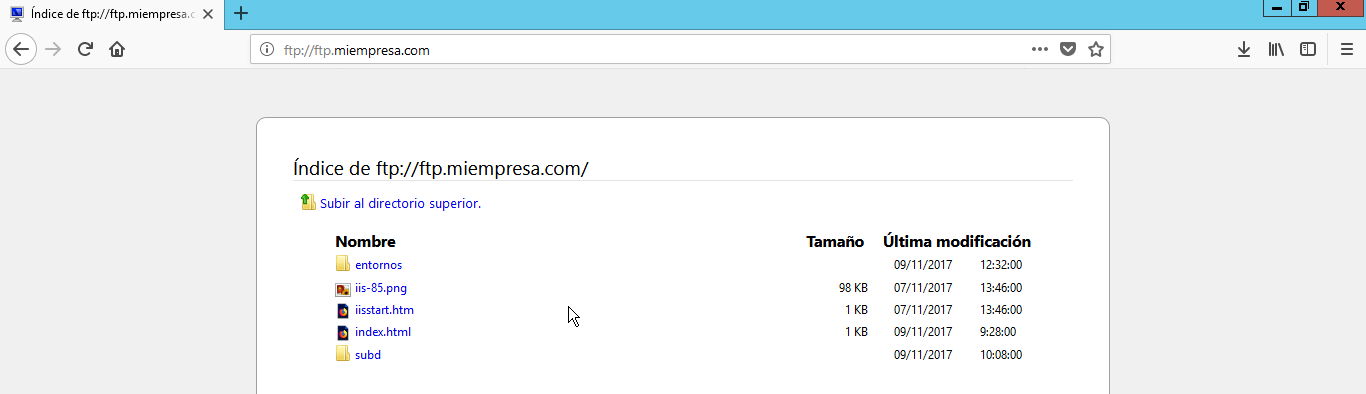 Índice de ftp://ftp.miempresa.c
ftp://ftp.miempresa.com
Índice de ftp://ftp.miempresa.com/
Subir al directorio superior.
Nombre Tamaño Última modificación
entornos 09/11/2017 12:32:00
iis-85.png 98 KB 07/11/2017 13:46:00
iisstart.htm 1 KB 07/11/2017 13:46:00
index.html 1 KB 09/11/2017 9:28:00
subd 09/11/2017 10:08:00